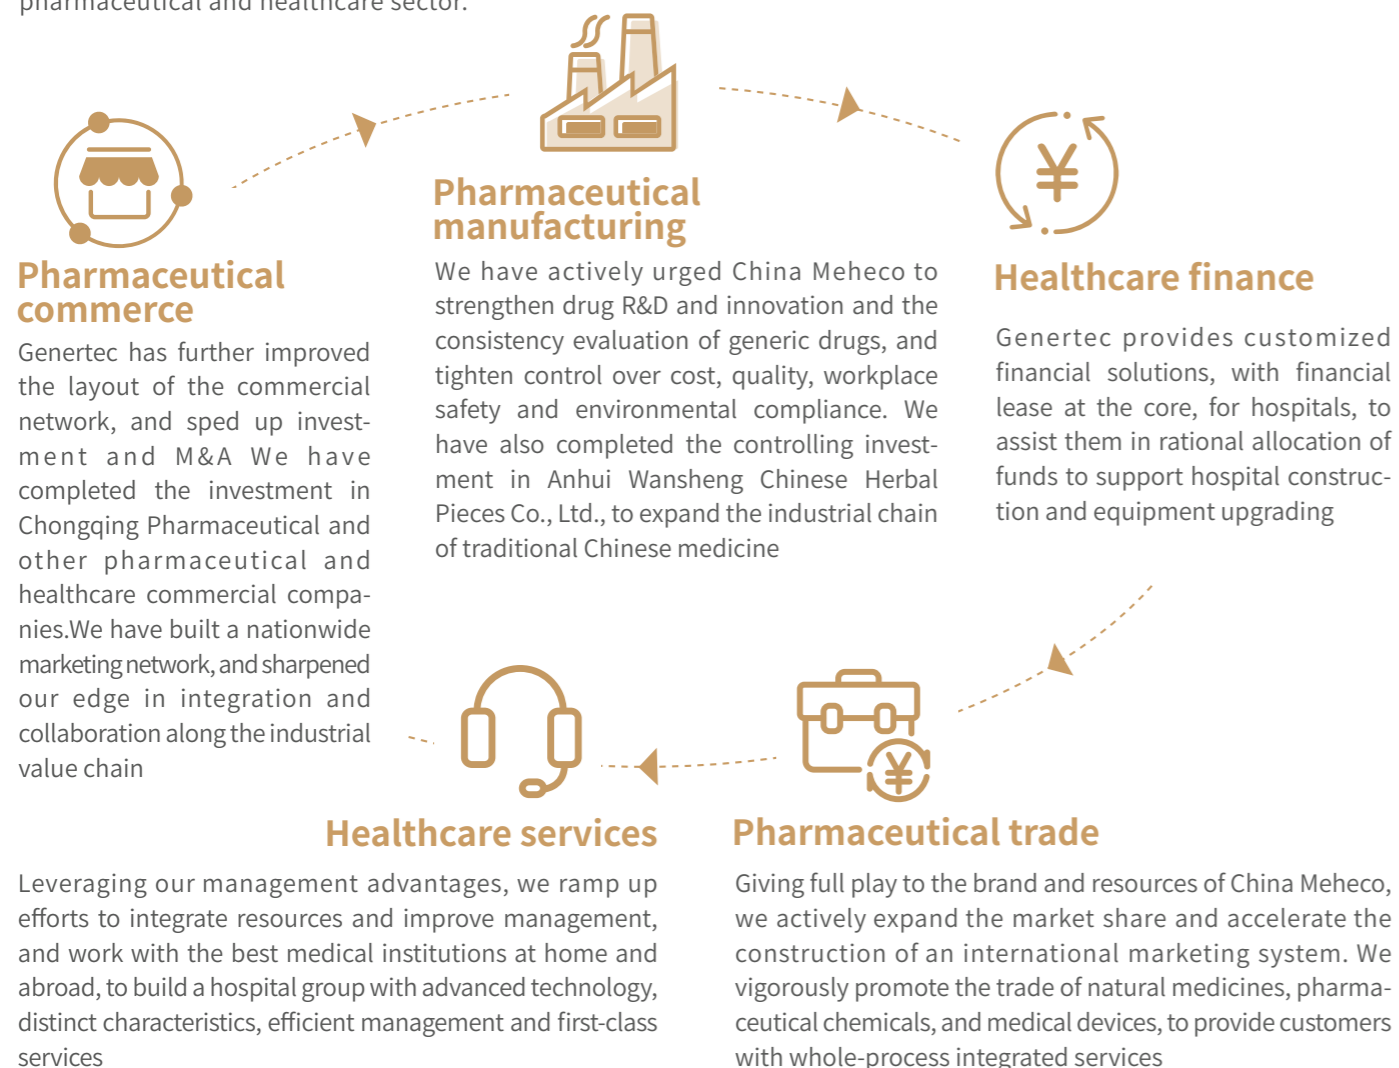 pharmaceutical and healthcare sector.
Pharmaceutical
commerce
Genertec has further improved
the layout of the commercial
network, and sped up invest-
ment and M&A We have
completed the investment in
Chongqing Pharmaceutical and
other pharmaceutical and
healthcare commercial compa-
nies.We have built a nationwide
marketing network, and sharpened
our edge in integration and
collaboration along the industrial
value chain
Pharmaceutical
manufacturing
We have actively urged China Meheco to
strengthen drug R&D and innovation and the
consistency evaluation of generic drugs, and
tighten control over cost, quality, workplace
safety and environmental compliance. We
have also completed the controlling invest-
ment in Anhui Wansheng Chinese Herbal
Pieces Co., Ltd., to expand the industrial chain
of traditional Chinese medicine
¥
Healthcare finance
Genertec provides customized
financial solutions, with financial
lease at the core, for hospitals, to
assist them in rational allocation of
funds to support hospital construc-
tion and equipment upgrading
Healthcare services
Leveraging our management advantages, we ramp up
efforts to integrate resources and improve management,
and work with the best medical institutions at home and
abroad, to build a hospital group with advanced technology,
distinct characteristics, efficient management and first-class
services
¥
Pharmaceutical trade
Giving full play to the brand and resources of China Meheco,
we actively expand the market share and accelerate the
construction of an international marketing system. We
vigorously promote the trade of natural medicines, pharma-
ceutical chemicals, and medical devices, to provide customers
with whole-process integrated services